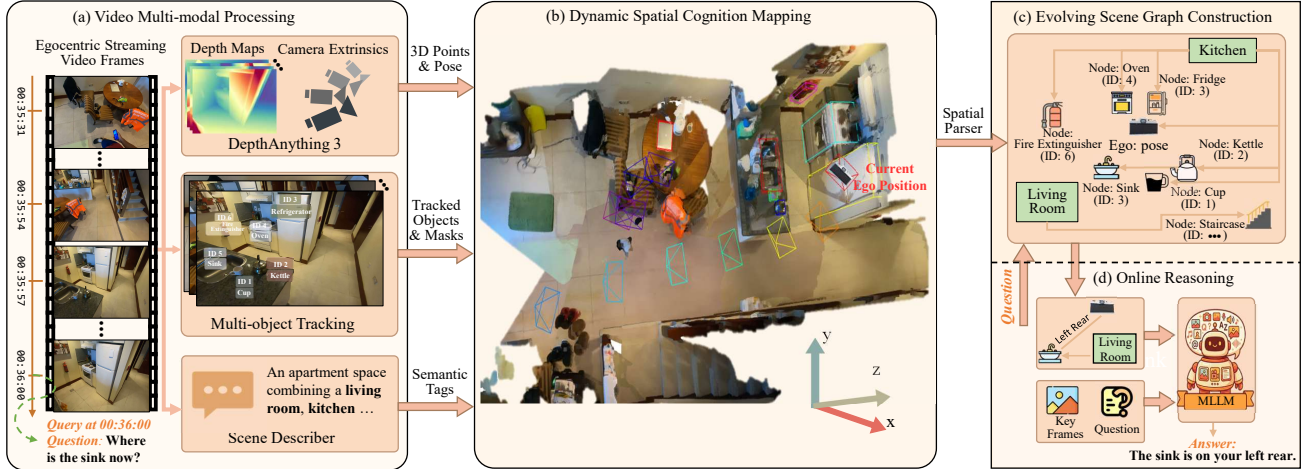 (a) Video Multi-modal Processing
Egocentric Streaming
Video Frames
00:35:31
00:35:54
00:35:57
00:36:00
Query at 00:36:00
Question: Where
is the sink now?
Depth Maps
Camera Extrinsics
DepthAnything 3
ID 3
Refrigerator
ID 6
Fire
Extinguisher
ID 4
Oven
ID 5
Sink
ID 2
Kettle
ID 1
Cup
Multi-object Tracking
An apartment space
combining a living
room, kitchen …
Scene Describer
3D Points
& Pose
Tracked
Objects
& Masks
Semantic
Tags
(b) Dynamic Spatial Cognition Mapping
Current
Ego Position
y
z
x
Spatial
Parser
(c) Evolving Scene Graph Construction
Kitchen
Node: Oven
(ID: 4)
Node: Fridge
(ID: 3)
Node:
Fire Extinguisher
(ID: 6)
Ego: pose
Node: Kettle
(ID: 2)
Node: Sink
(ID: 3)
Node: Cup
(ID: 1)
Living
Room
Node: Staircase
(ID: •••)
Question
(d) Online Reasoning
Left Rear
Living
Room
Key
Frames
Question
MLLM
Answer:
The sink is on your left rear.